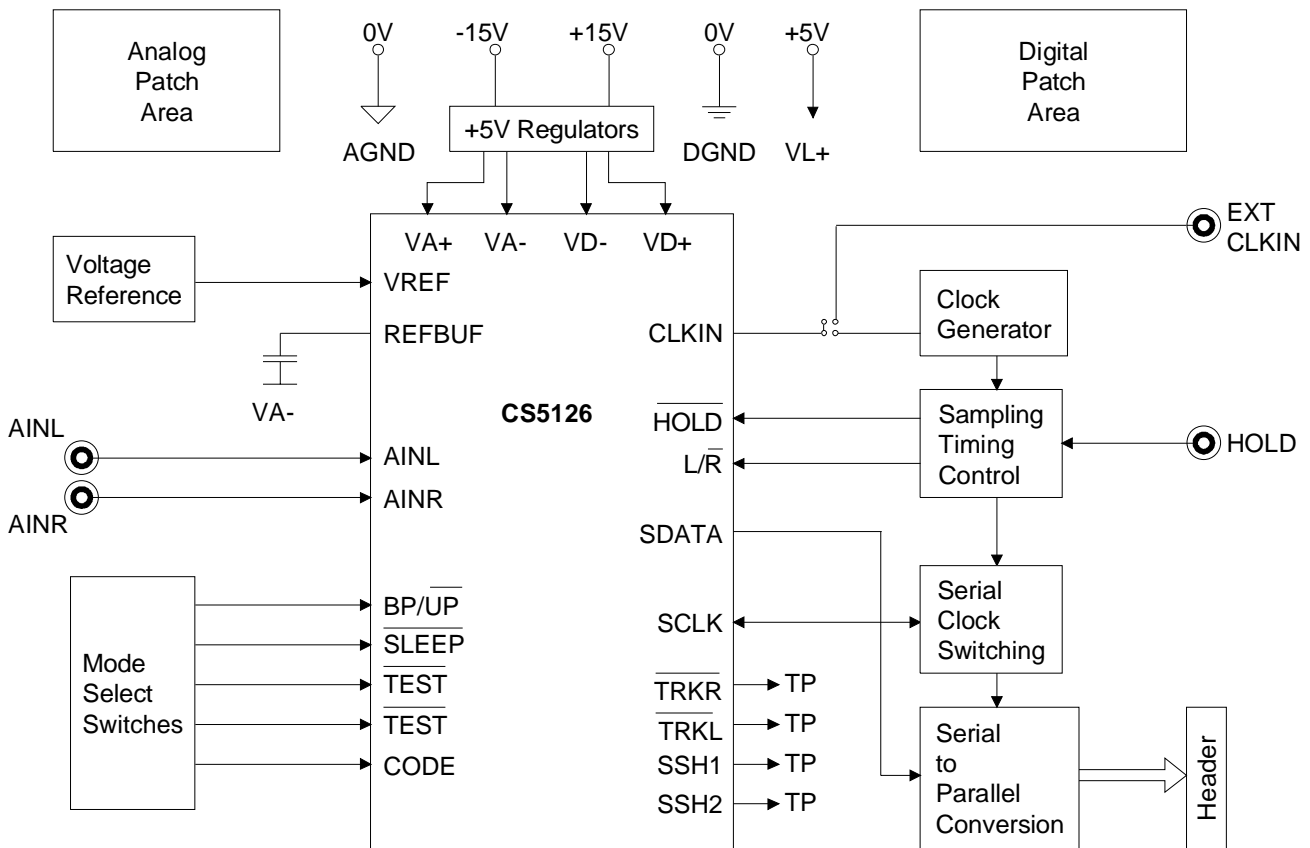 Analog
Patch
Area
0V
-15V
+15V
0V
+5V
Digital
Patch
Area
+5V Regulators
AGND
DGND
VL+
VA+
VA-
VD-
VD+
EXT
CLKIN
Voltage
Reference
VREF
REFBUF
CLKIN
Clock
Generator
VA-
CS5126
HOLD
L/R
Sampling
Timing
Control
HOLD
AINL
AINL
AINR
AINR
SDATA
Mode
Select
Switches
BP/UP
SLEEP
TEST
TEST
CODE
SCLK
Serial
Clock
Switching
TRKR
TP
TRKL
TP
SSH1
TP
SSH2
TP
Serial
to
Parallel
Conversion
Header